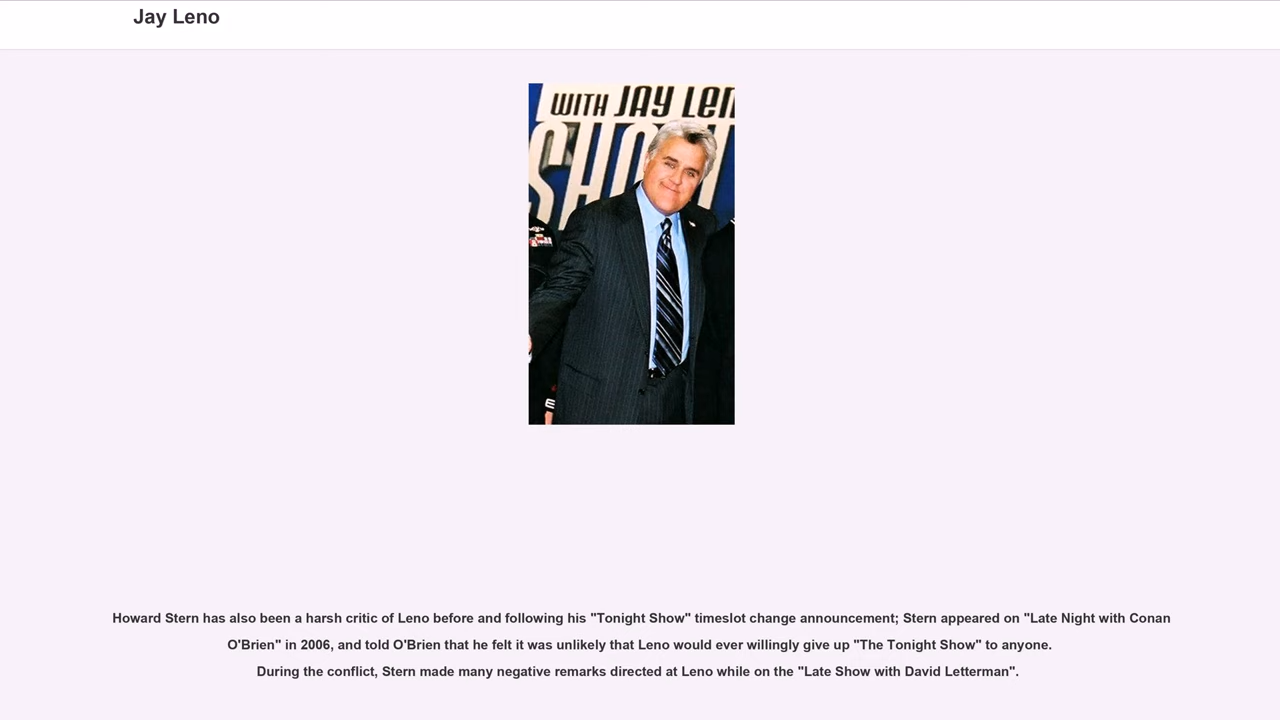 Jay Leno
WITH JAY Len
SHO
Howard Stern has also been a harsh critic of Leno before and following his "Tonight Show" timeslot change announcement; Stern appeared on "Late Night with Conan
O'Brien" in 2006, and told O'Brien that he felt it was unlikely that Leno would ever willingly give up "The Tonight Show" to anyone.
During the conflict, Stern made many negative remarks directed at Leno while on the "Late Show with David Letterman".